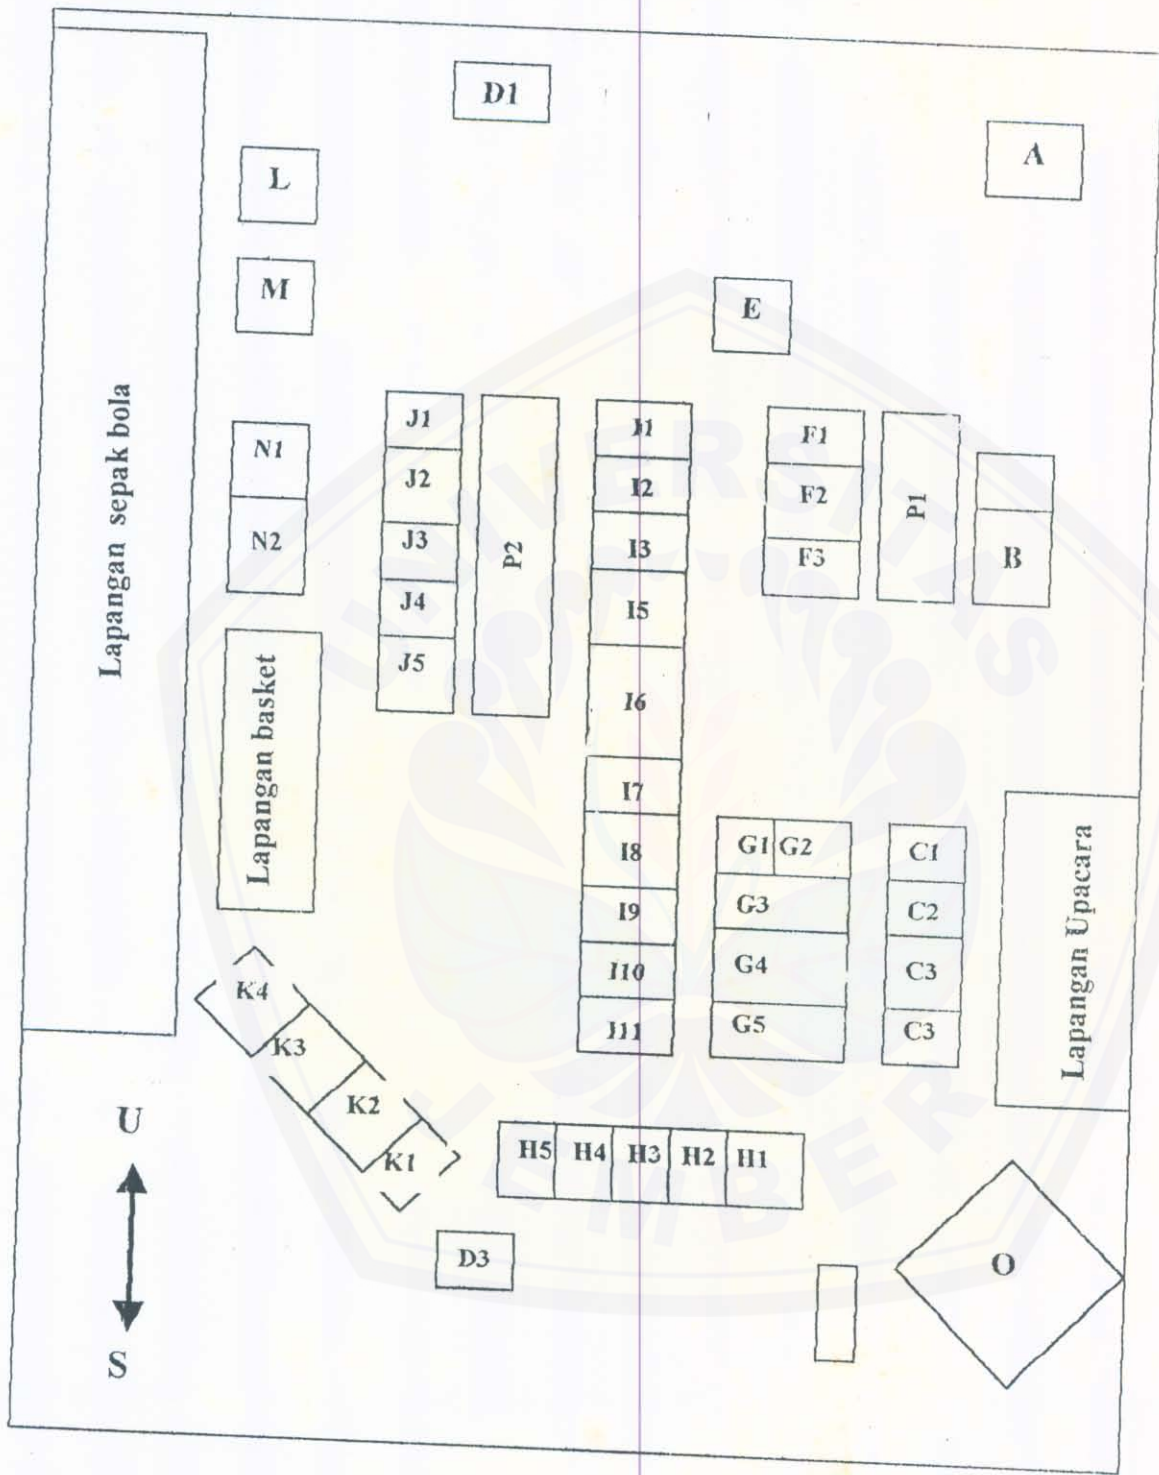 D1
A
L
M
E
Lapangan sepak bola
N1
N2
J1
J2
J3
J4
J5
P2
I1
I2
I3
I5
I6
I7
I8
I9
I10
I11
F1
F2
F3
P1
B
Lapangan basket
G1 G2
G3
G4
G5
C1
C2
C3
C3
Lapangan Upacara
K4
K3
K2
K1
H5 H4 H3 H2 H1
D3
O
U
S
UNIVERSITAS
JEMBER